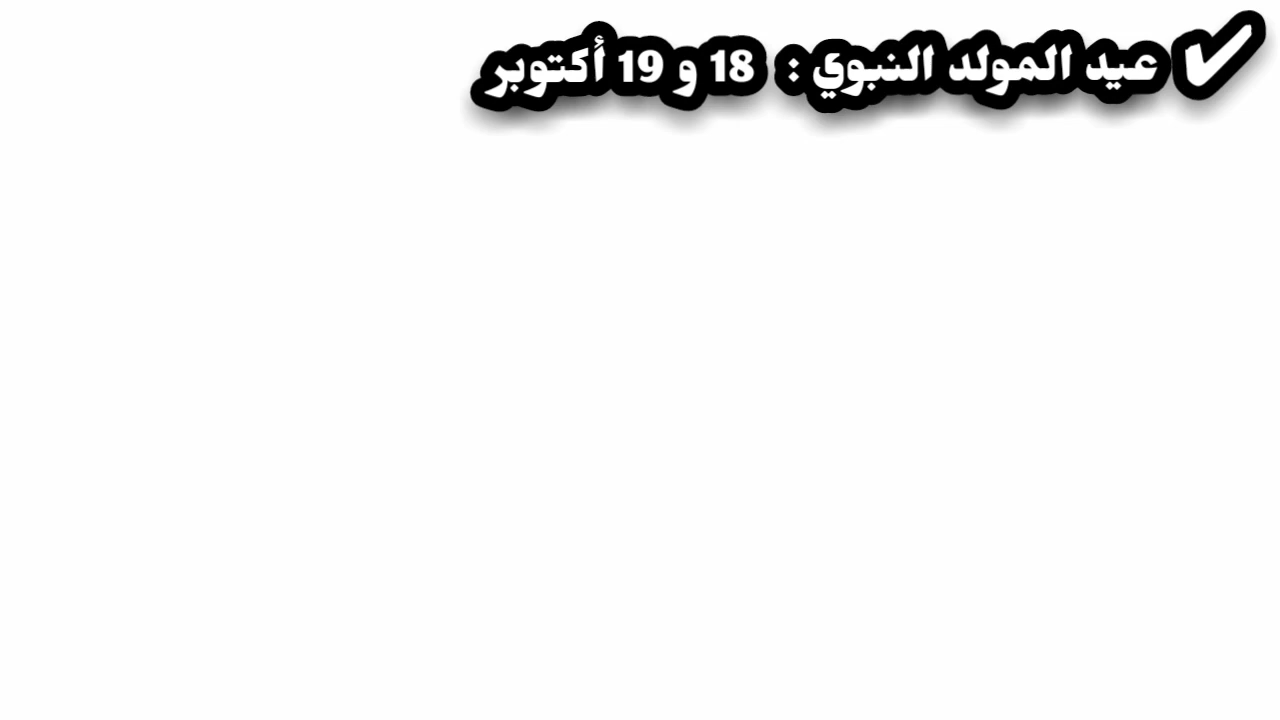 ✔ عيد المولد النبوي : 18 و 19 أكتوبر